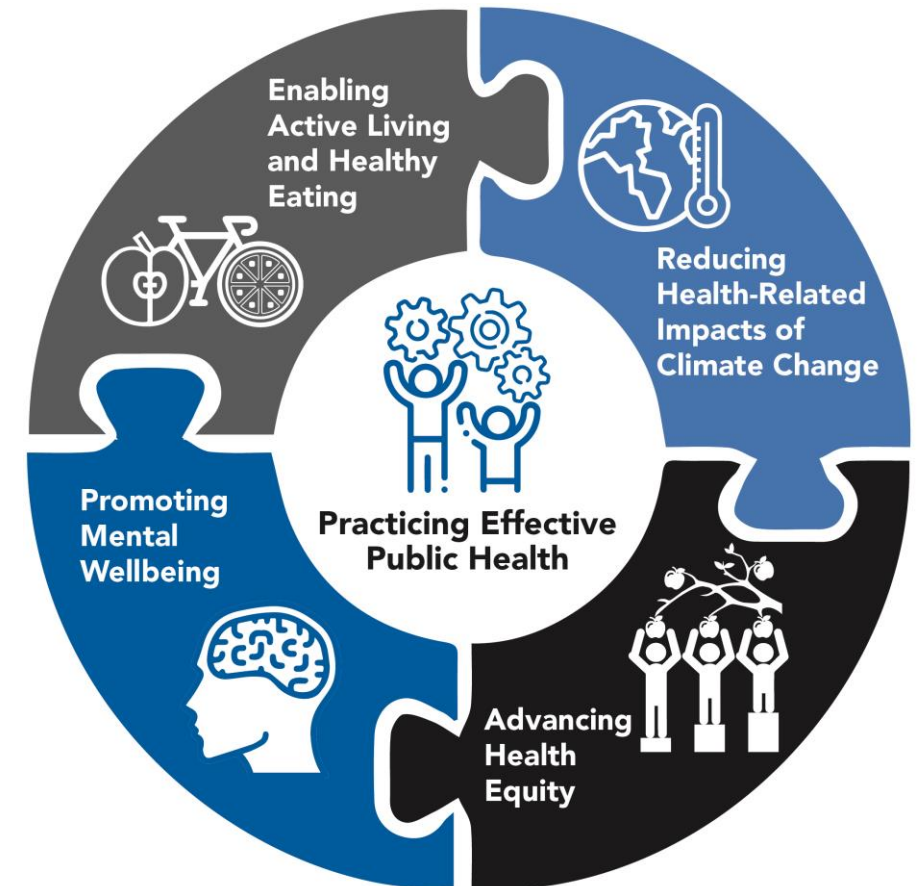 Enabling
Active Living
and Healthy
Eating
Reducing
Health-Related
Impacts of
Climate Change
Practicing Effective
Public Health
Promoting
Mental
Wellbeing
Advancing
Health
Equity